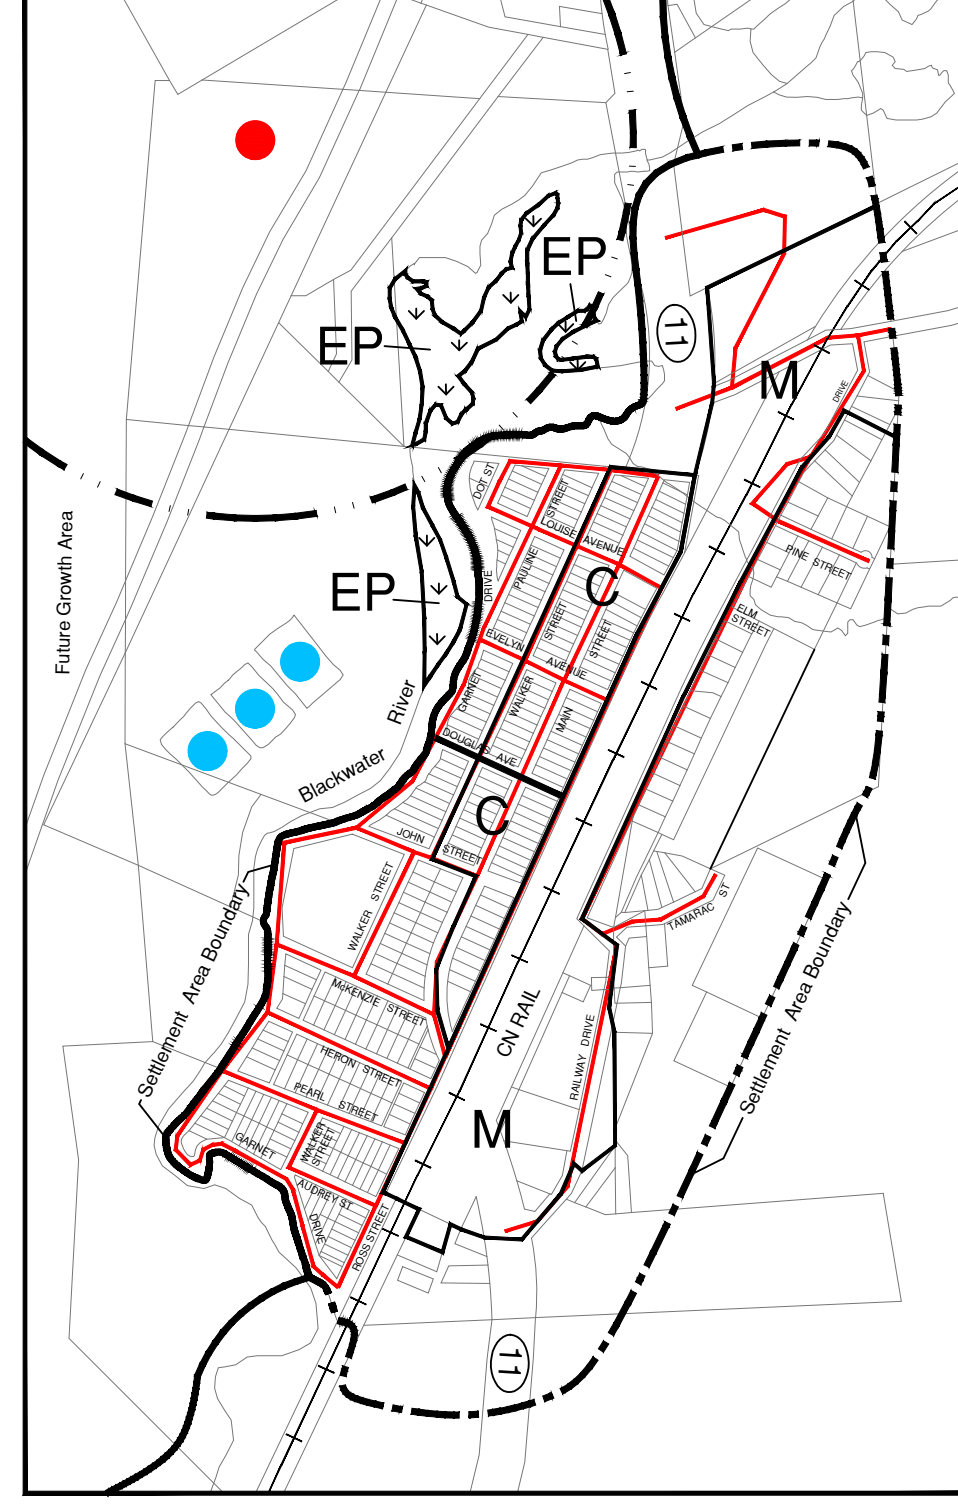 EP
EP
11
M
DRIVE
DOT ST
STREET
LOUISE AVENUE
PINE STREET
Future Growth Area
PAULINE
DRIVE
C
EP
STREET
STREET
ELM
STREET
EVELYN AVENUE
GARNET
WALKER
MAIN
River
DOUGLAS AVE
Blackwater
C
JOHN STREET
WALKER STREET
TAMARAC ST
Settlement Area Boundary
Settlement Area Boundary
McKENZIE STREET
CN RAIL
RAILWAY DRIVE
HERON STREET
PEARL STREET
M
GARNET
WALKER
STREET
AUDREY ST
DRIVE
ROSS STREET
11